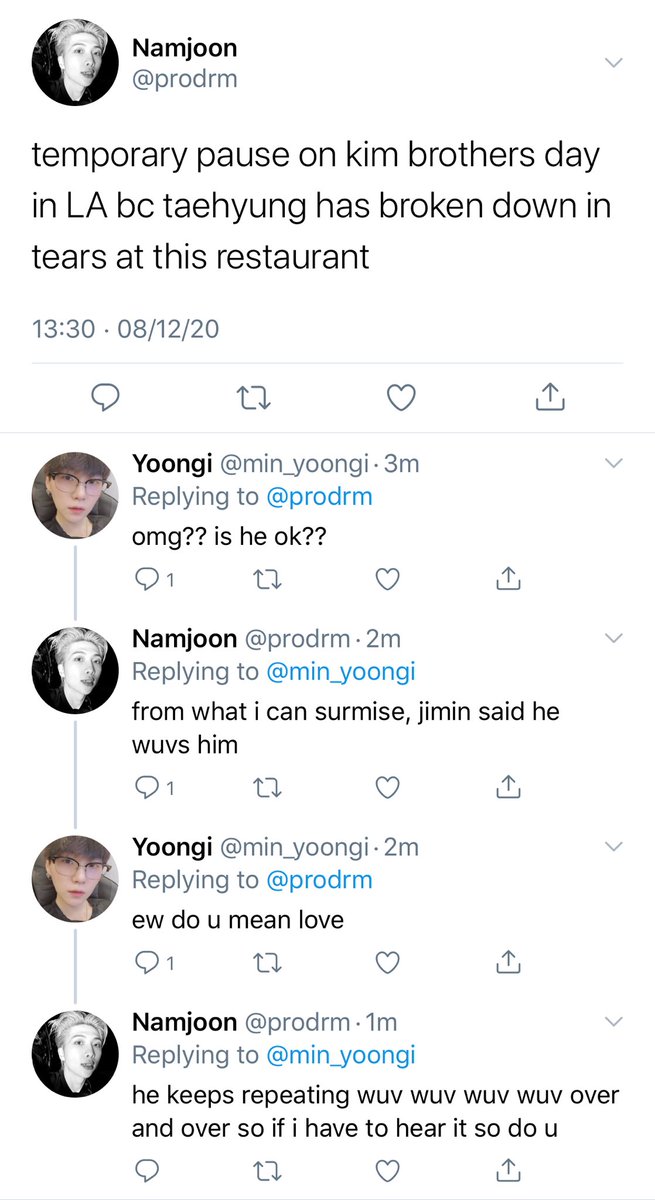 Namjoon
@prodrm
temporary pause on kim brothers day
in LA bc taehyung has broken down in
tears at this restaurant
13:30 · 08/12/20
Yoongi @min_yoongi · 3m
Replying to @prodrm
omg?? is he ok??
1
Namjoon @prodrm · 2m
Replying to @min_yoongi
from what i can surmise, jimin said he
wuvs him
1
Yoongi @min_yoongi · 2m
Replying to @prodrm
ew do u mean love
1
Namjoon @prodrm · 1m
Replying to @min_yoongi
he keeps repeating wuv wuv wuv wuv over
and over so if i have to hear it so do u